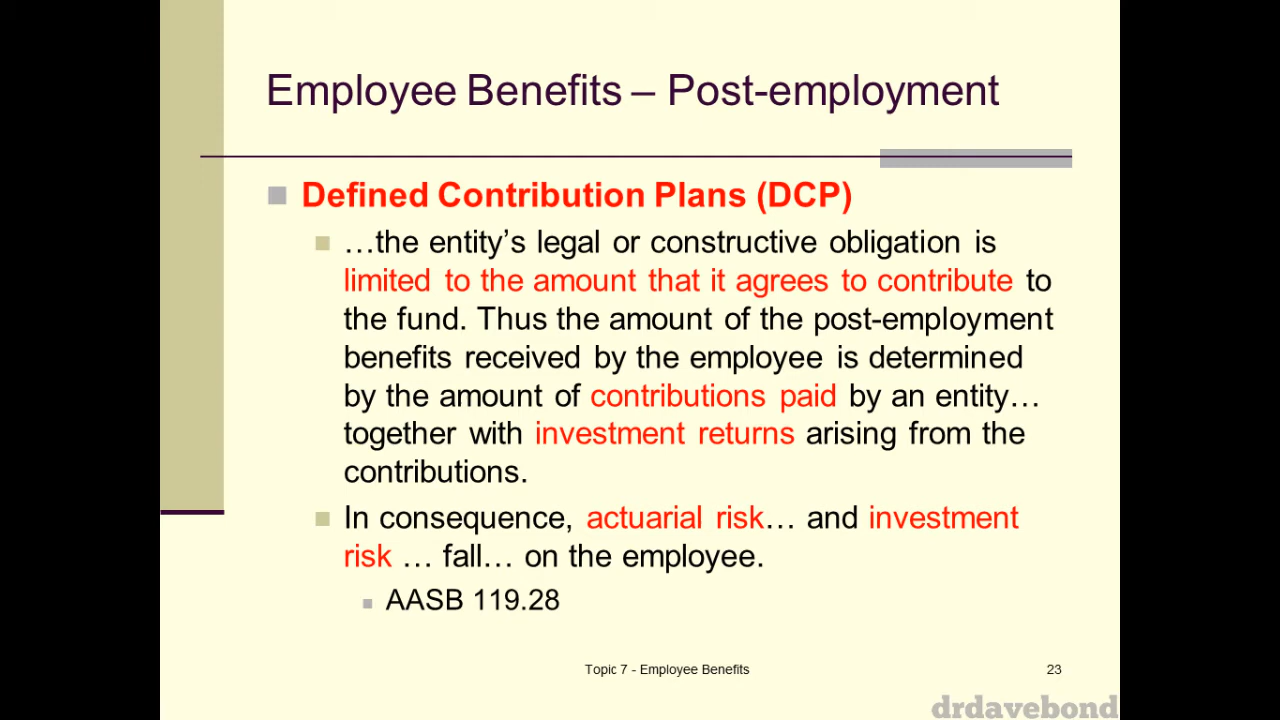 Employee Benefits – Post-employment
Defined Contribution Plans (DCP)
…the entity’s legal or constructive obligation is
limited to the amount that it agrees to contribute to
the fund. Thus the amount of the post-employment
benefits received by the employee is determined
by the amount of contributions paid by an entity…
together with investment returns arising from the
contributions.
In consequence, actuarial risk… and investment
risk … fall… on the employee.
AASB 119.28
Topic 7 - Employee Benefits
23
drdavebond